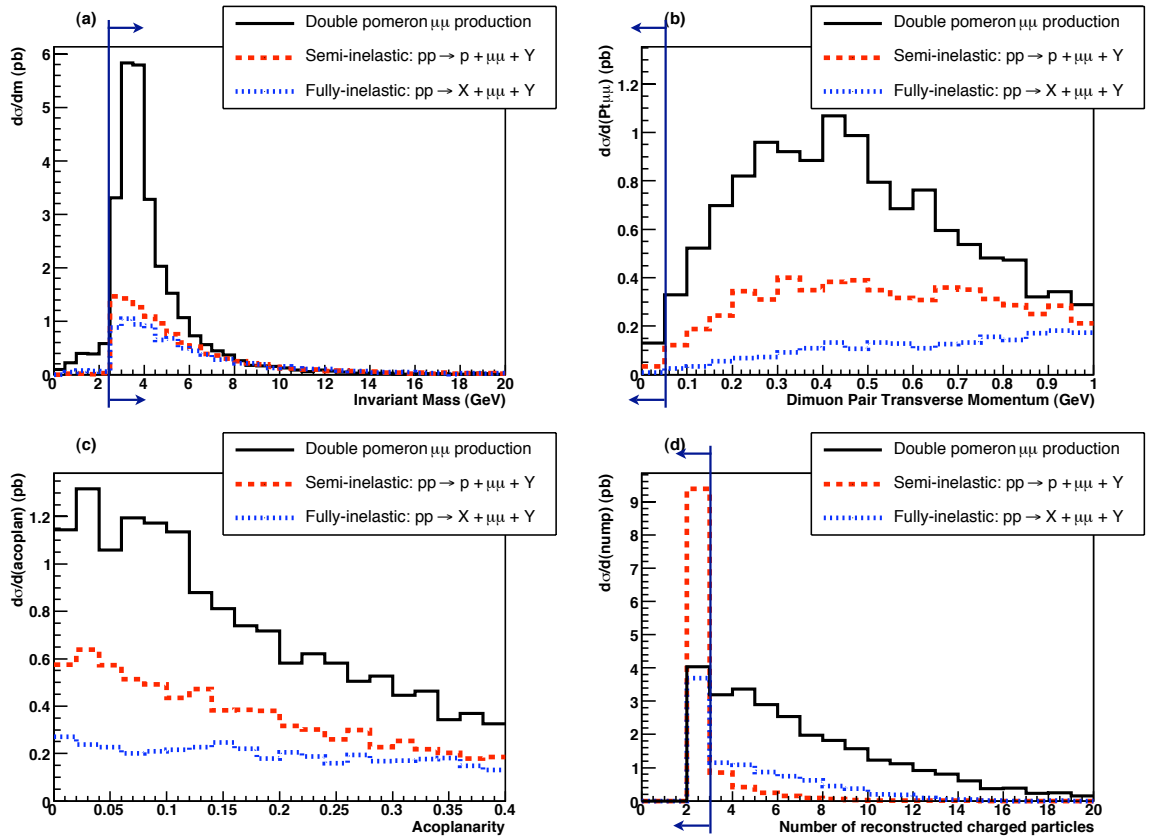 (a)
Double pomeron μμ production
Semi-inelastic: pp → p + μμ + Y
Fully-inelastic: pp → X + μμ + Y
dσ/dm (pb)
6
5
4
3
2
1
0
0 2 4 6 8 10 12 14 16 18 20
Invariant Mass (GeV)
(b)
Double pomeron μμ production
Semi-inelastic: pp → p + μμ + Y
Fully-inelastic: pp → X + μμ + Y
dσ/d(Ptμμ) (pb)
1.2
1
0.8
0.6
0.4
0.2
0
0 0.1 0.2 0.3 0.4 0.5 0.6 0.7 0.8 0.9 1
Dimuon Pair Transverse Momentum (GeV)
(c)
Double pomeron μμ production
Semi-inelastic: pp → p + μμ + Y
Fully-inelastic: pp → X + μμ + Y
dσ/d(acoplan) (pb)
1.2
1
0.8
0.6
0.4
0.2
0
0 0.05 0.1 0.15 0.2 0.25 0.3 0.35 0.4
Acoplanarity
(d)
Double pomeron μμ production
Semi-inelastic: pp → p + μμ + Y
Fully-inelastic: pp → X + μμ + Y
dσ/d(nump) (pb)
9
8
7
6
5
4
3
2
1
0
0 2 4 6 8 10 12 14 16 18 20
Number of reconstructed charged particles